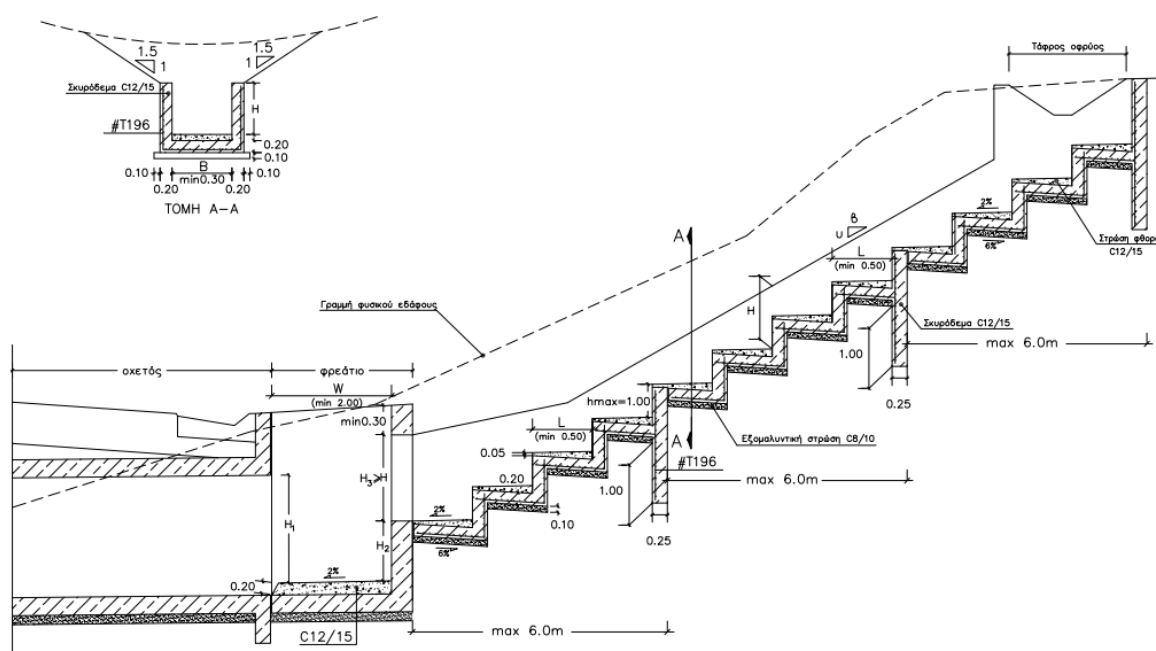 1.5
1
1.5
1
Σκυρόδεμα C12/15
H
#T196
0.20
0.10
B
0.10
min0.30
0.10
0.20
0.20
ΤΟΜΗ Α-Α
Τάφρος οφρύος
A
υ
β
2%
6%
Στρώση φθορ
C12/15
L
(min 0.50)
Γραμμή φυσικού εδάφους
H
Σκυρόδεμα C12/15
1.00
max 6.0m
0.25
οχετός
φρεάτιο
W
(min 2.00)
min0.30
hmax=1.00
L
(min 0.50)
A
Εξομαλυντική στρώση C8/10
0.05
#T196
H₃≥H
0.20
1.00
max 6.0m
H₁
2%
0.10
0.25
H₂
6%
0.20
2%
C12/15
max 6.0m